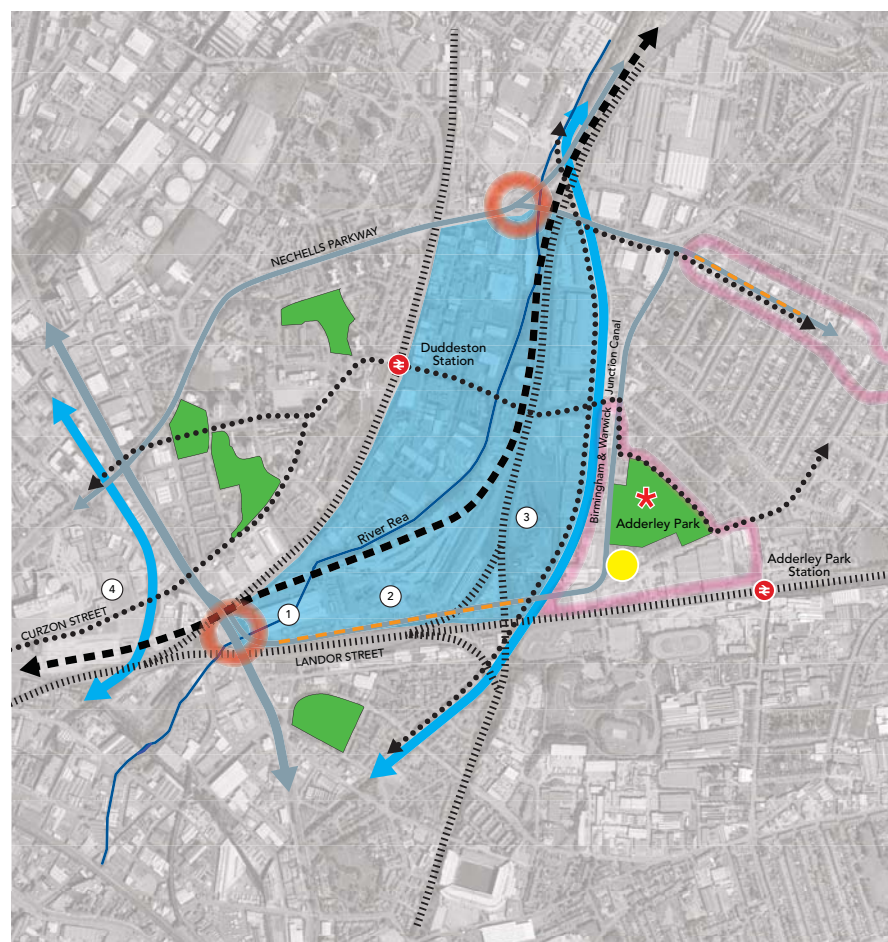 NECHELLS PARKWAY
Duddeston
Station
Birmingham & Warwick Junction Canal
3
Adderley Park
River Rea
Adderley Park
Station
4
2
1
CURZON STREET
LANDOR STREET